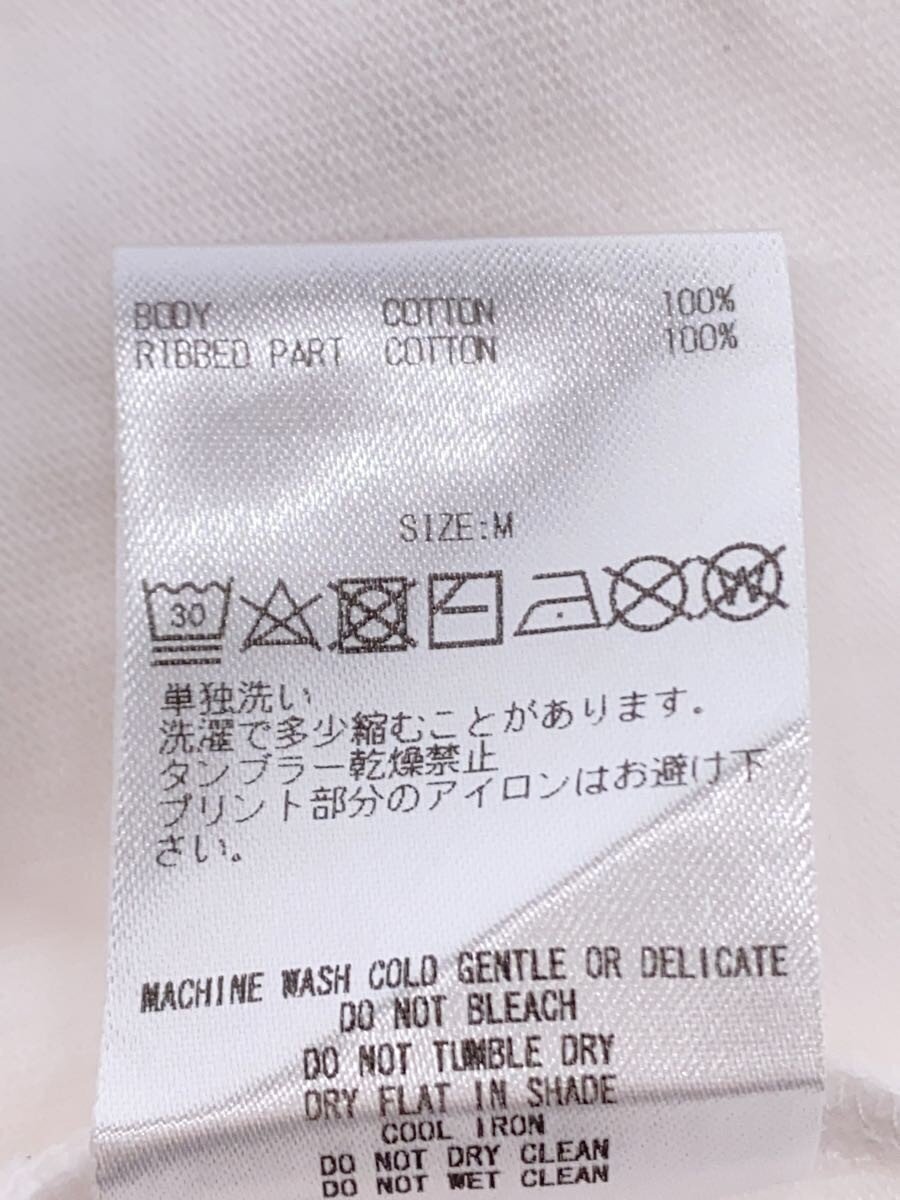 BODY COTTON 100%
RIBBED PART COTTON 100%
SIZE:M
30 W
単独洗い
洗濯で多少縮むことがあります。
タンブラー乾燥禁止
プリント部分のアイロンはお避け下
さい。
MACHINE WASH COLD GENTLE OR DELICATE
DO NOT BLEACH
DO NOT TUMBLE DRY
DRY FLAT IN SHADE
COOL IRON
DO NOT DRY CLEAN
DO NOT WET CLEAN